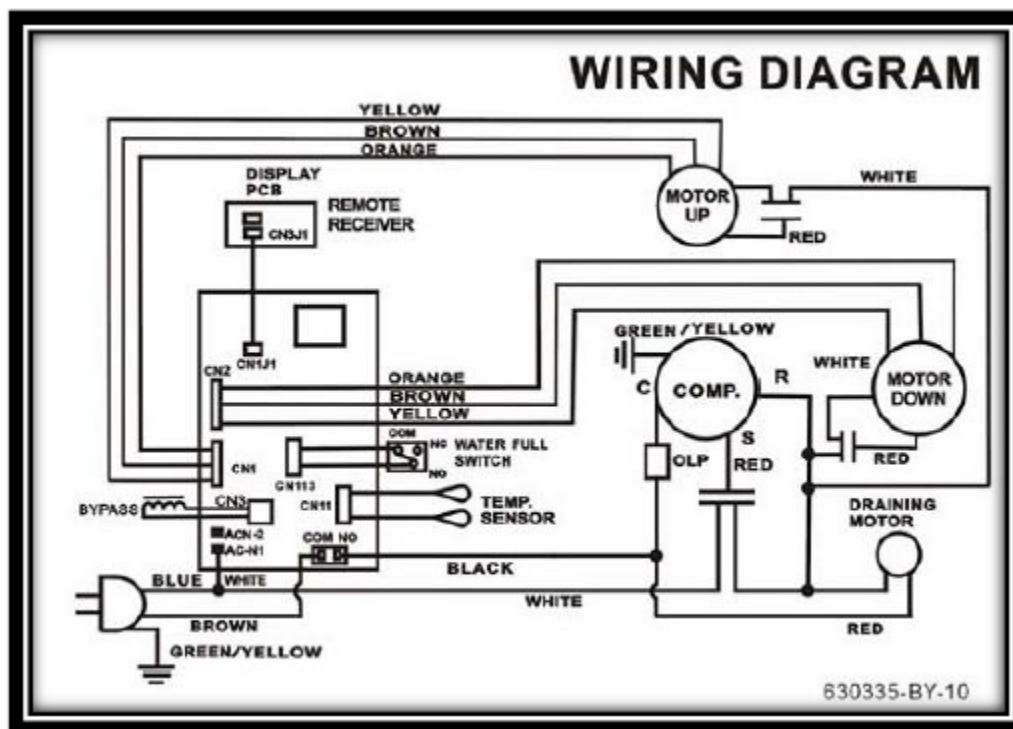 WIRING DIAGRAM
YELLOW
BROWN
ORANGE
DISPLAY
PCB
REMOTE
RECEIVER
CN3J1
MOTOR
UP
WHITE
RED
CN1J1
GREEN/YELLOW
CN2
ORANGE
BROWN
YELLOW
C
COMP.
R
S
WHITE
MOTOR
DOWN
RED
COM
NO
WATER FULL
SWITCH
NO
OLP
RED
CN1
CN113
BYPASS
CN3
CN11
TEMP.
SENSOR
DRAINING
MOTOR
ACN-2
AC-N1
COM NO
BLACK
BLUE
WHITE
WHITE
BROWN
RED
GREEN/YELLOW
630335-BY-10